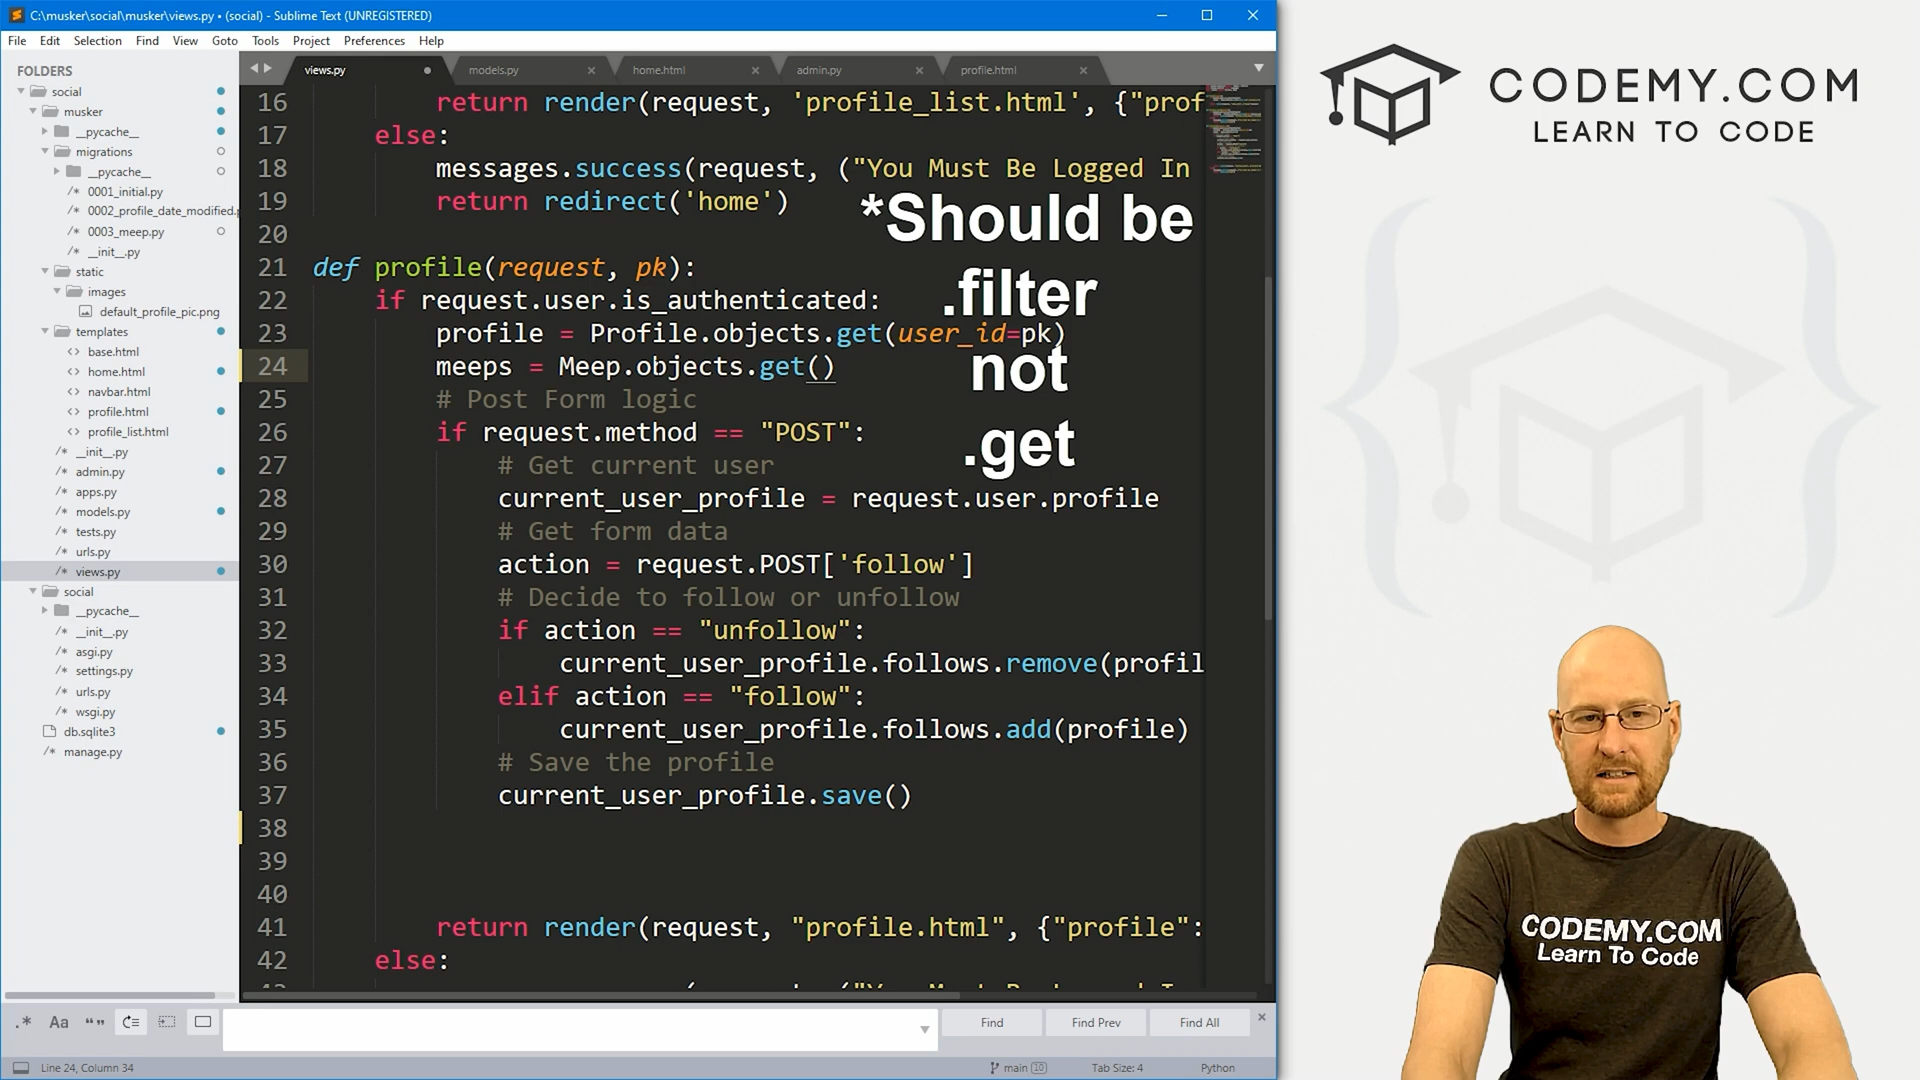 C:\musker\social\musker\views.py • (social) - Sublime Text (UNREGISTERED)
File Edit Selection Find View Goto Tools Project Preferences Help
FOLDERS
social
musker
__pycache__
migrations
__pycache__
0001_initial.py
0002_profile_date_modified.p
0003_meep.py
__init__.py
static
images
default_profile_pic.png
templates
base.html
home.html
navbar.html
profile.html
profile_list.html
__init__.py
admin.py
apps.py
models.py
tests.py
urls.py
views.py
social
__pycache__
__init__.py
asgi.py
settings.py
urls.py
wsgi.py
db.sqlite3
manage.py
views.py models.py home.html admin.py profile.html
16 return render(request, 'profile_list.html', {"prof
17 else:
18 messages.success(request, ("You Must Be Logged In
19 return redirect('home')
20
21 def profile(request, pk):
22 if request.user.is_authenticated:
23 profile = Profile.objects.get(user_id=pk)
24 meeps = Meep.objects.get()
25 # Post Form logic
26 if request.method == "POST":
27 # Get current user
28 current_user_profile = request.user.profile
29 # Get form data
30 action = request.POST['follow']
31 # Decide to follow or unfollow
32 if action == "unfollow":
33 current_user_profile.follows.remove(profil
34 elif action == "follow":
35 current_user_profile.follows.add(profile)
36 # Save the profile
37 current_user_profile.save()
38
39
40
41 return render(request, "profile.html", {"profile":
42 else:
*Should be
.filter
not
.get
.* Aa “”
Find Find Prev Find All
Line 24, Column 34 main 10 Tab Size: 4 Python
CODEMY.COM
LEARN TO CODE
CODEMY.COM
Learn To Code